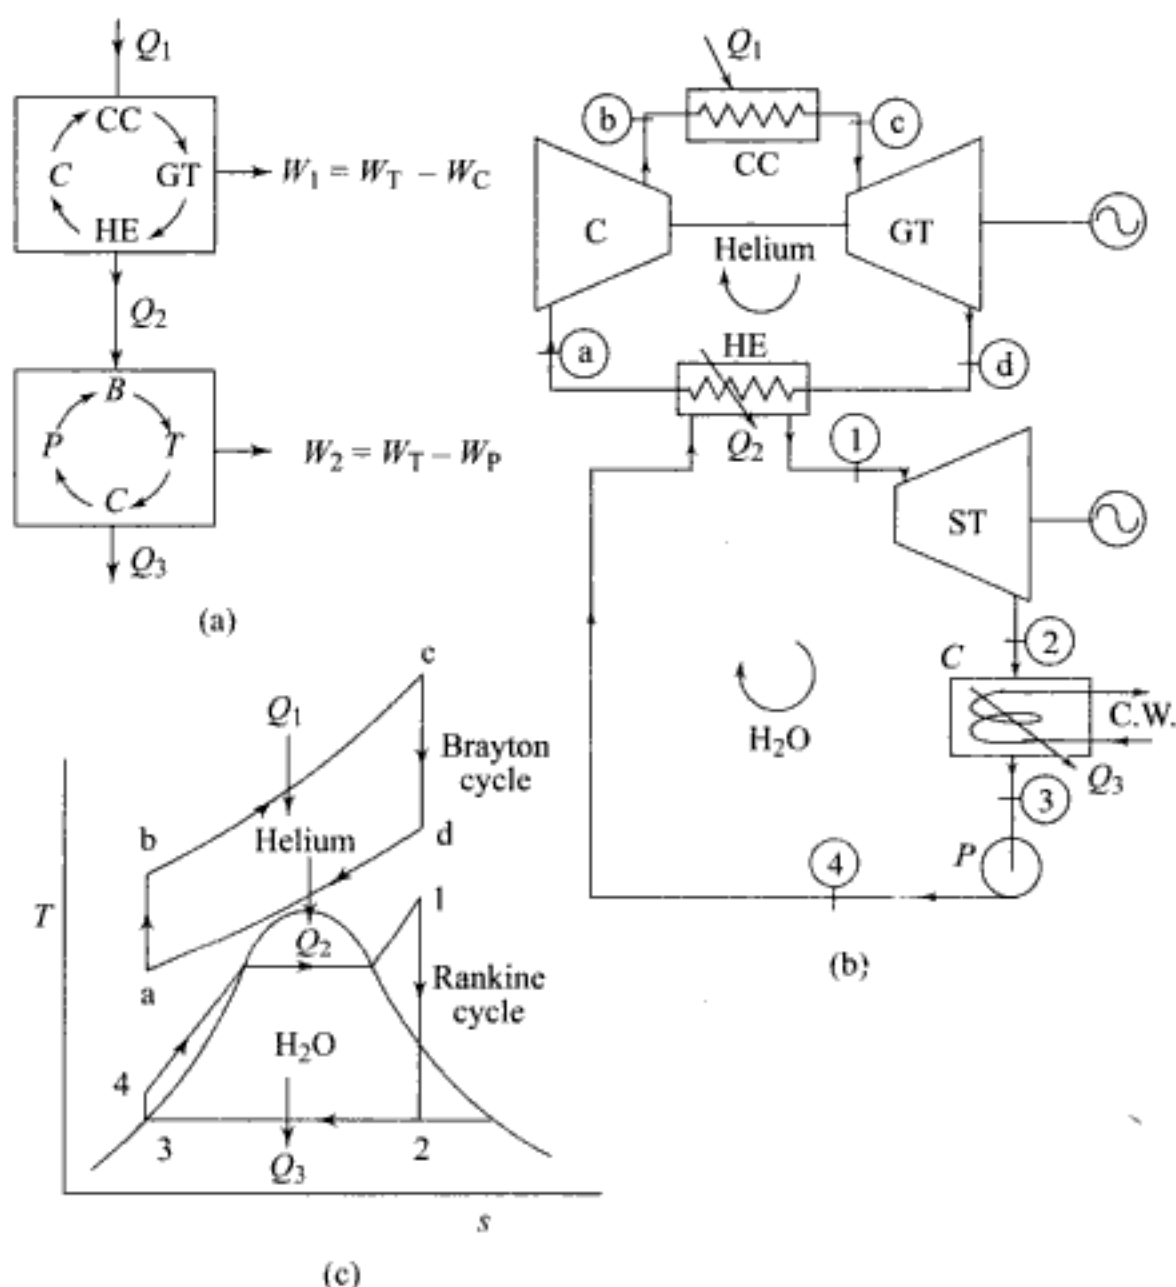 Q1
CC
C
GT
HE
W1 = WT − WC
Q2
B
P
T
C
W2 = WT − WP
Q3
(a)
Q1
b
c
CC
C
GT
Helium
HE
a
d
Q2
1
ST
2
C
C.W.
H2O
Q3
3
P
4
(b)
c
Q1
Brayton
cycle
b
Helium
d
1
T
Q2
a
Rankine
cycle
H2O
4
3
2
Q3
s
(c)